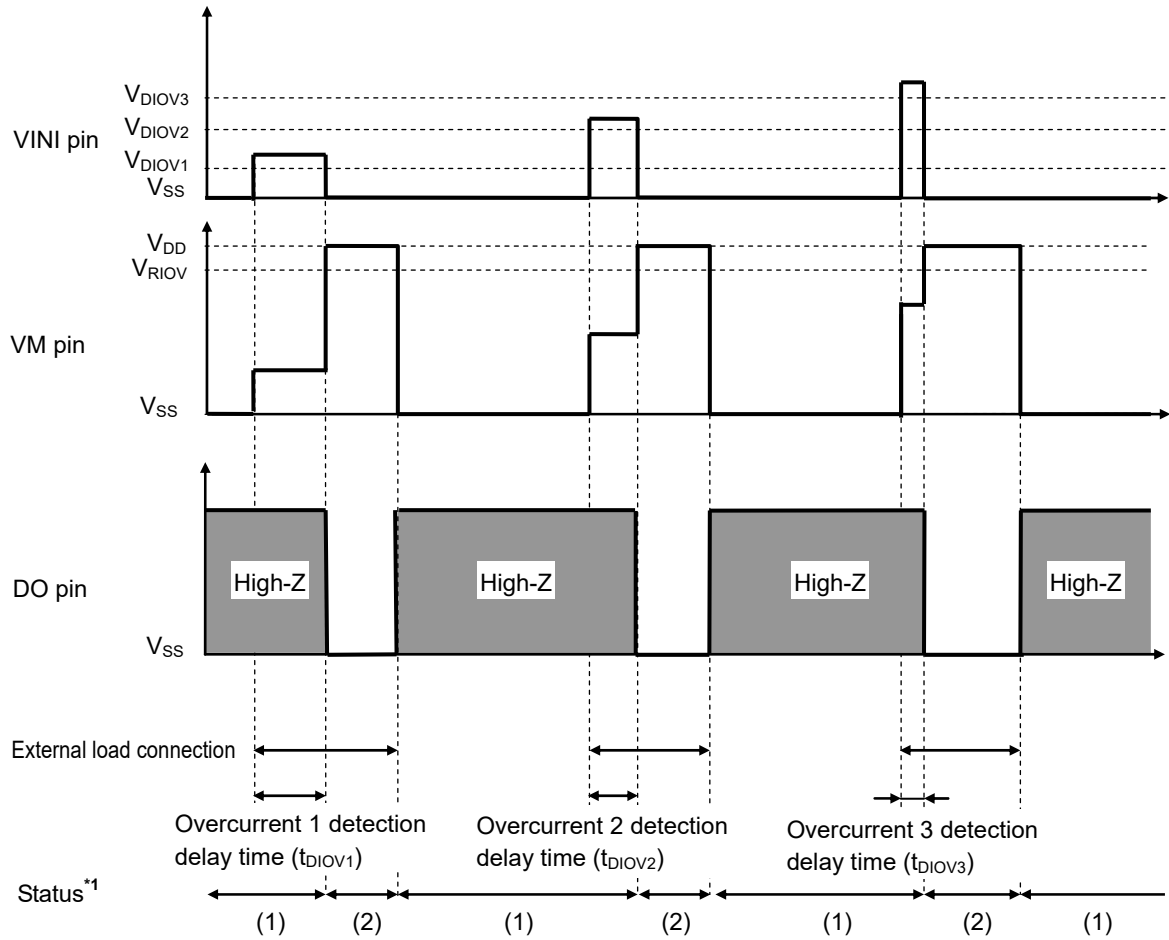 VINI pin
VDIOV3
VDIOV2
VDIOV1
VSS
VM pin
VDD
VRIOV
VSS
DO pin
High-Z
High-Z
High-Z
High-Z
VSS
External load connection
Overcurrent 1 detection
delay time (tDIOV1)
Overcurrent 2 detection
delay time (tDIOV2)
Overcurrent 3 detection
delay time (tDIOV3)
Status*1
(1)
(2)
(1)
(2)
(1)
(2)
(1)